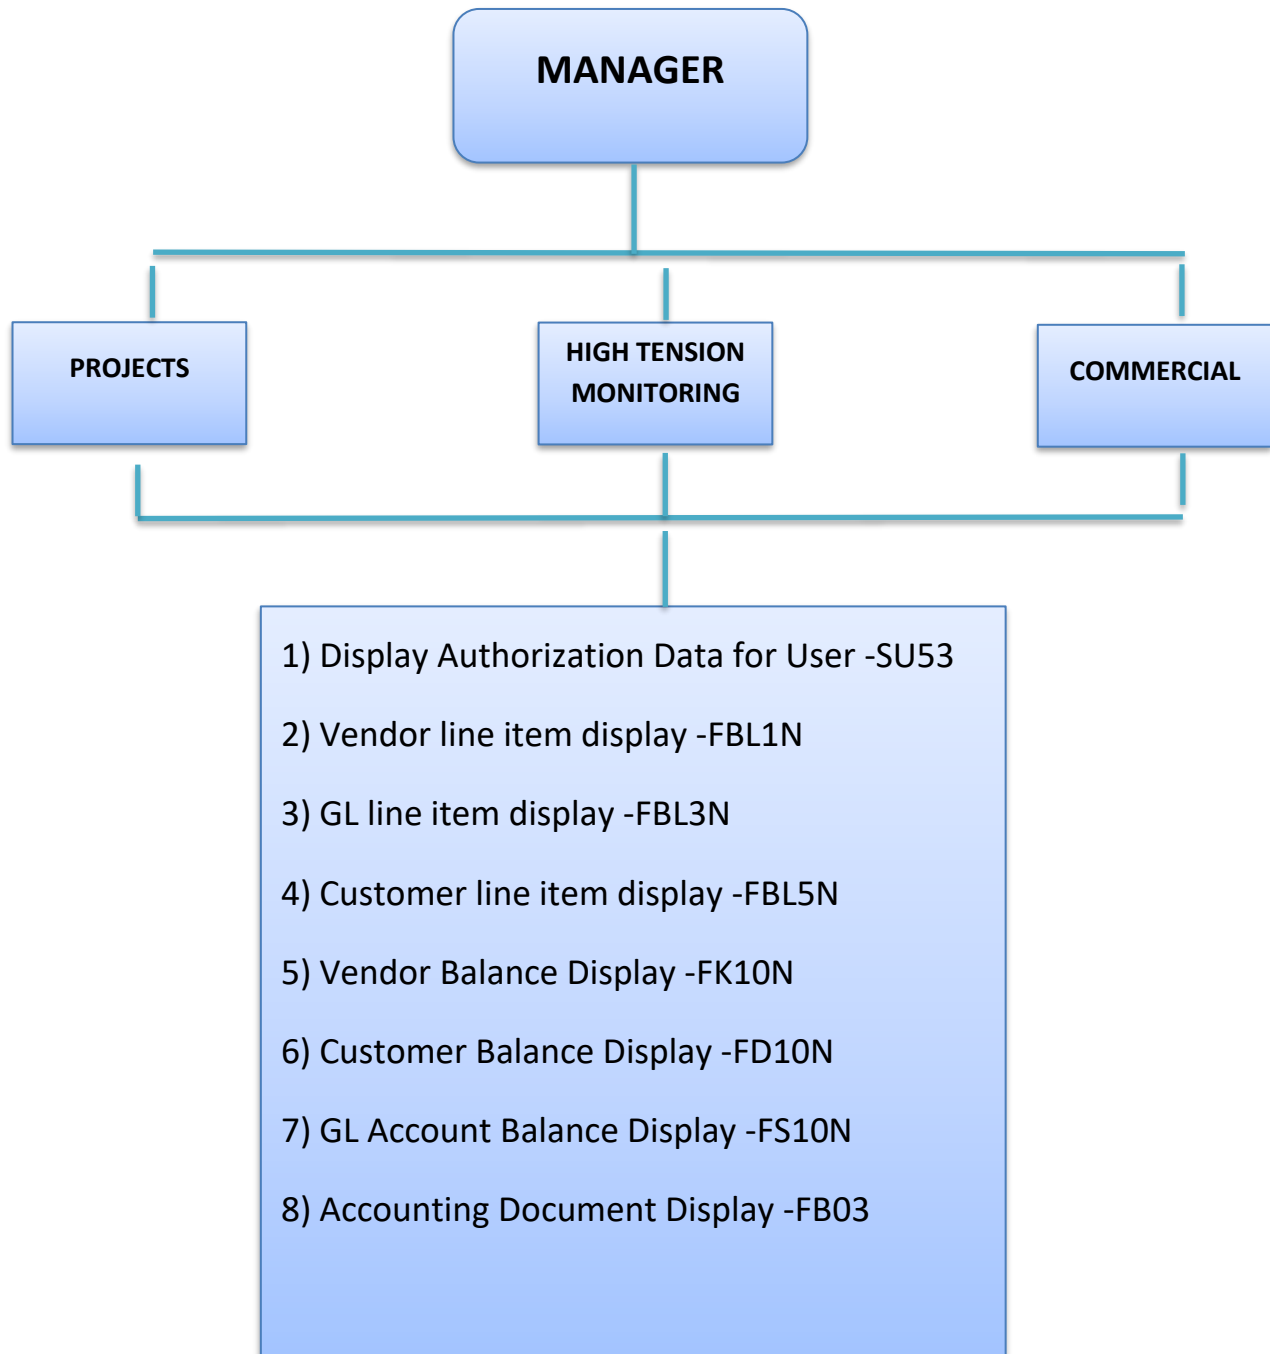 MANAGER
PROJECTS
HIGH TENSION
MONITORING
COMMERCIAL
1) Display Authorization Data for User -SU53
2) Vendor line item display -FBL1N
3) GL line item display -FBL3N
4) Customer line item display -FBL5N
5) Vendor Balance Display -FK10N
6) Customer Balance Display -FD10N
7) GL Account Balance Display -FS10N
8) Accounting Document Display -FB03